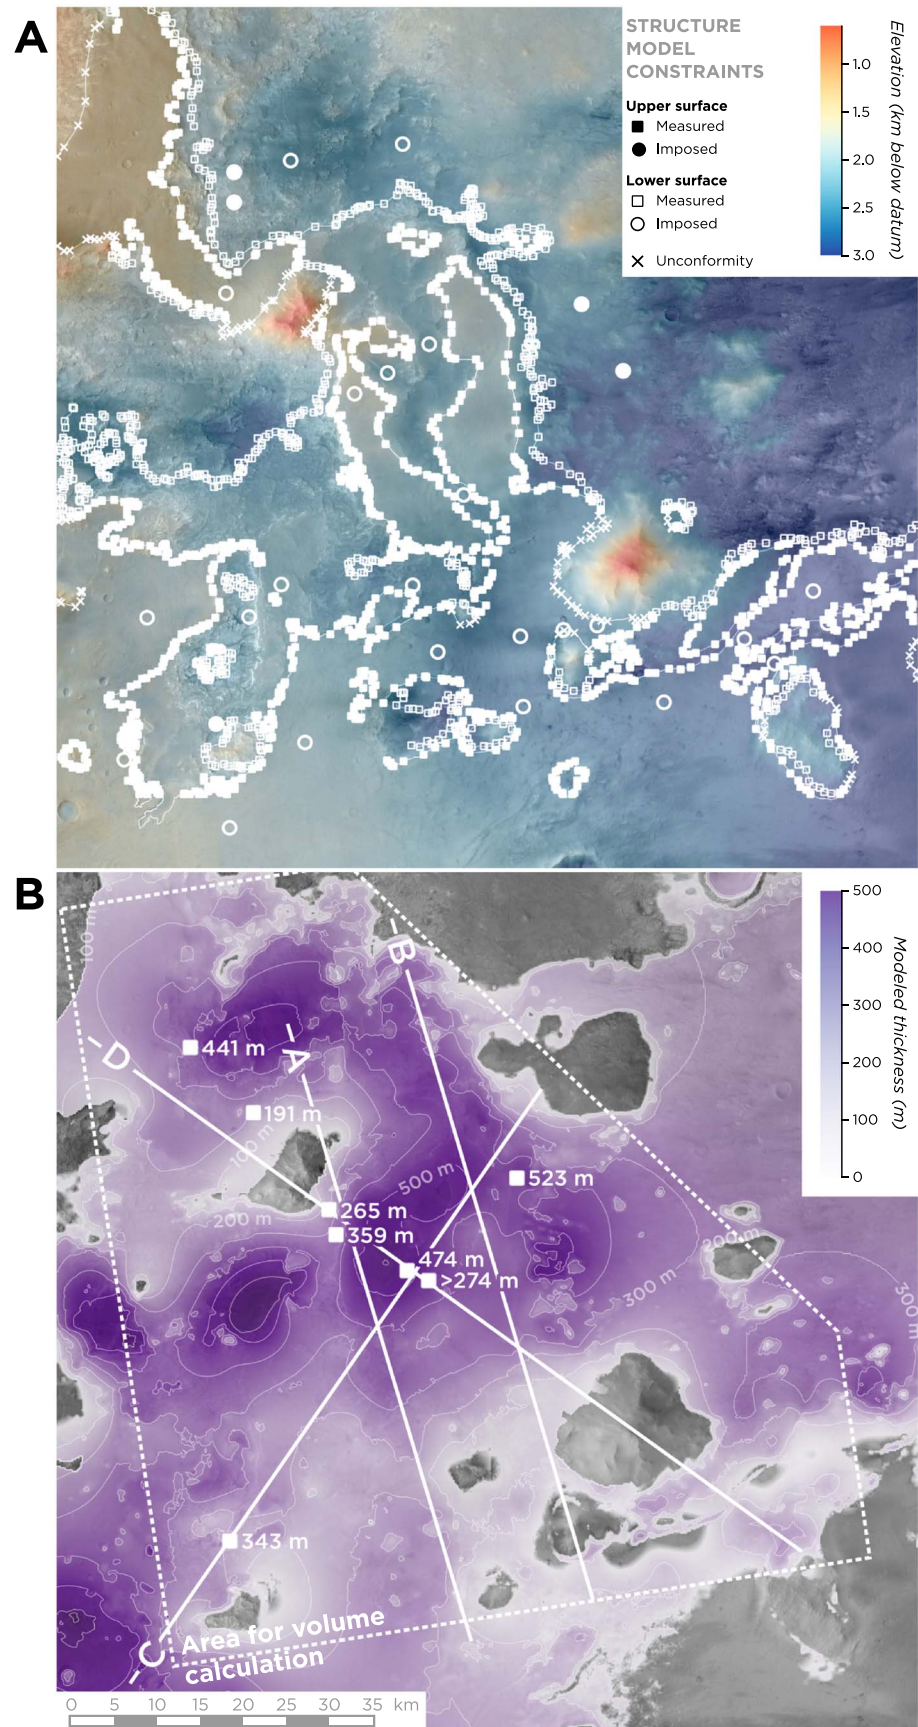 A
STRUCTURE
MODEL
CONSTRAINTS
Upper surface
Measured
Imposed
Lower surface
Measured
Imposed
Unconformity
1.0
1.5
2.0
2.5
3.0
Elevation (km below datum)
B
500
400
300
200
100
0
Modeled thickness (m)
100 m
–B
441 m
–A
–D
191 m
100 m
500 m
523 m
200 m
265 m
359 m
200 m
474 m
>274 m
300 m
300 m
343 m
–C
Area for volume
calculation
0 5 10 15 20 25 30 35 km